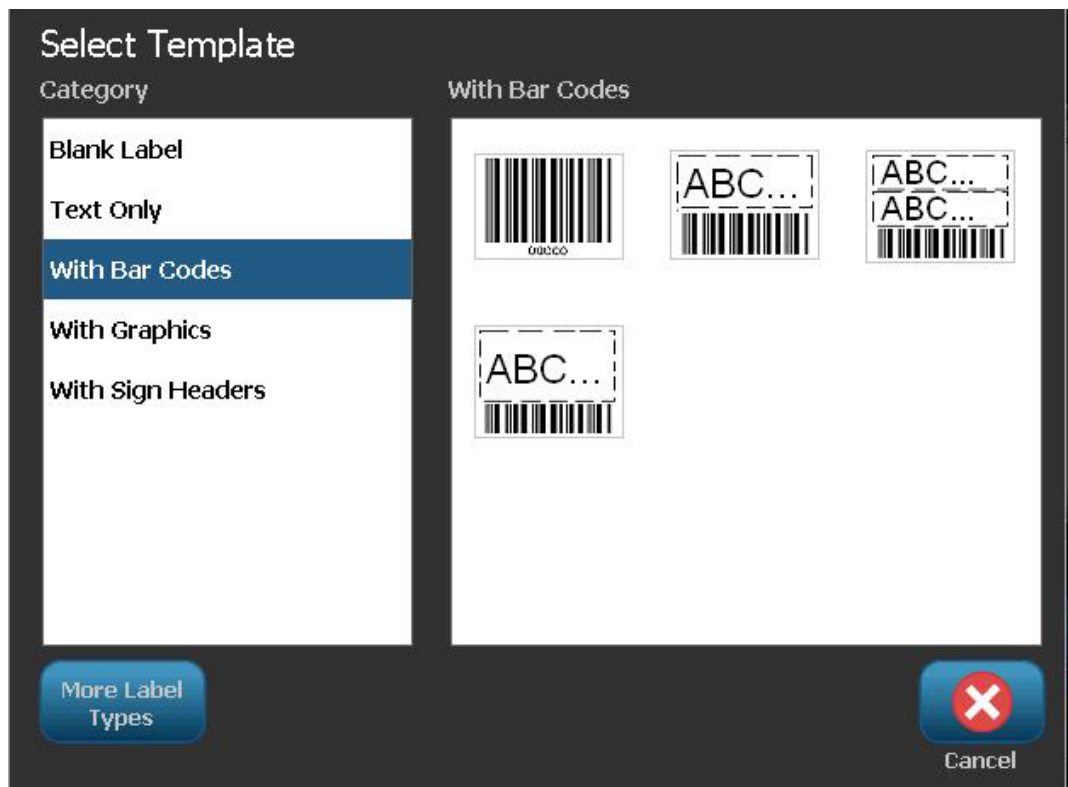 Select Template
Category
With Bar Codes
Blank Label
Text Only
With Bar Codes
With Graphics
With Sign Headers
ABC...
ABC...
ABC...
ABC...
More Label
Types
Cancel